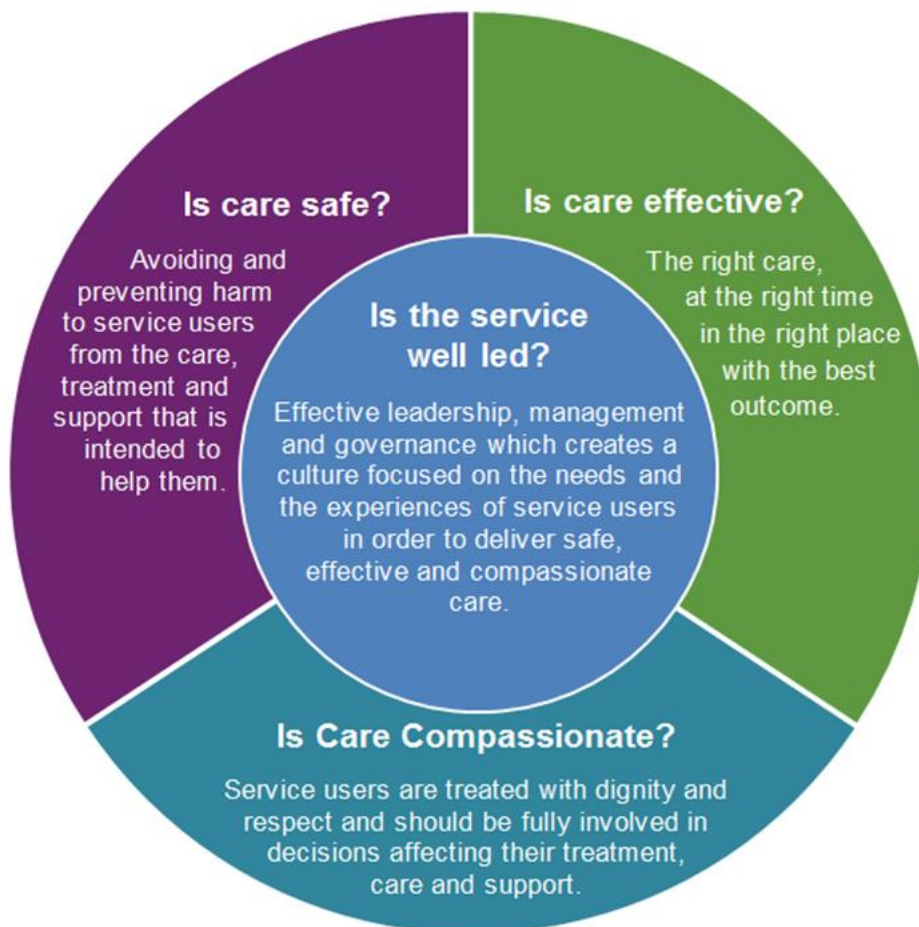 Is care safe?
Avoiding and
preventing harm
to service users
from the care,
treatment and
support that is
intended to
help them.
Is care effective?
The right care,
at the right time
in the right place
with the best
outcome.
Is the service
well led?
Effective leadership, management
and governance which creates a
culture focused on the needs and
the experiences of service users
in order to deliver safe,
effective and compassionate
care.
Is Care Compassionate?
Service users are treated with dignity and
respect and should be fully involved in
decisions affecting their treatment,
care and support.